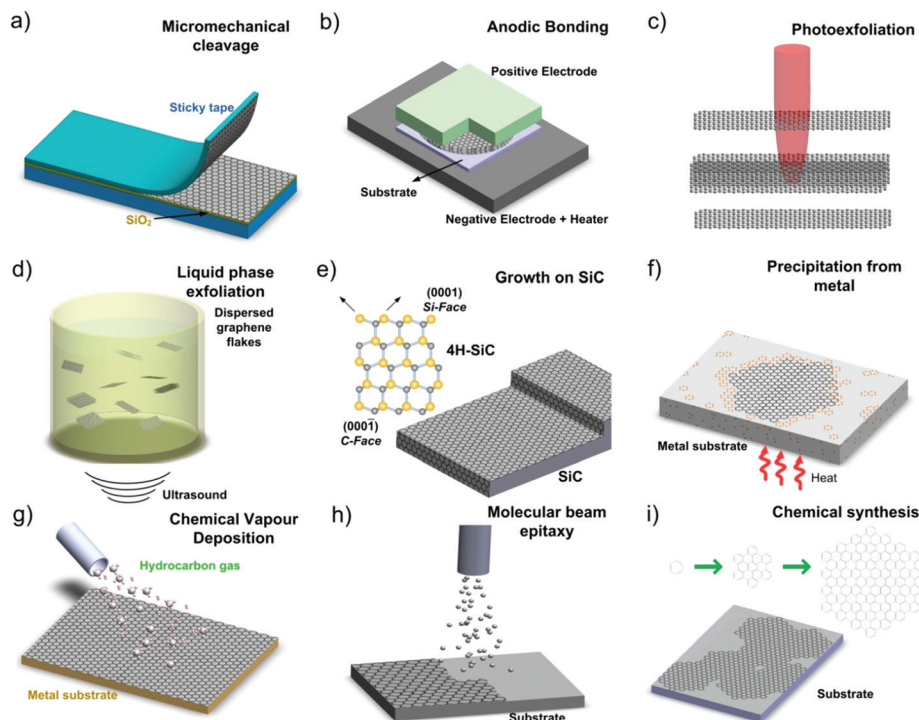 a)
Micromechanical
cleavage
Sticky tape
SiO₂
b)
Anodic Bonding
Positive Electrode
Substrate
Negative Electrode + Heater
c)
Photoexfoliation
d)
Liquid phase
exfoliation
Dispersed
graphene
flakes
Ultrasound
e)
Growth on SiC
(0001)
Si-Face
4H-SiC
(0001̄)
C-Face
SiC
f)
Precipitation from
metal
Metal substrate
Heat
g)
Chemical Vapour
Deposition
Hydrocarbon gas
Metal substrate
h)
Molecular beam
epitaxy
Substrate
i)
Chemical synthesis
Substrate